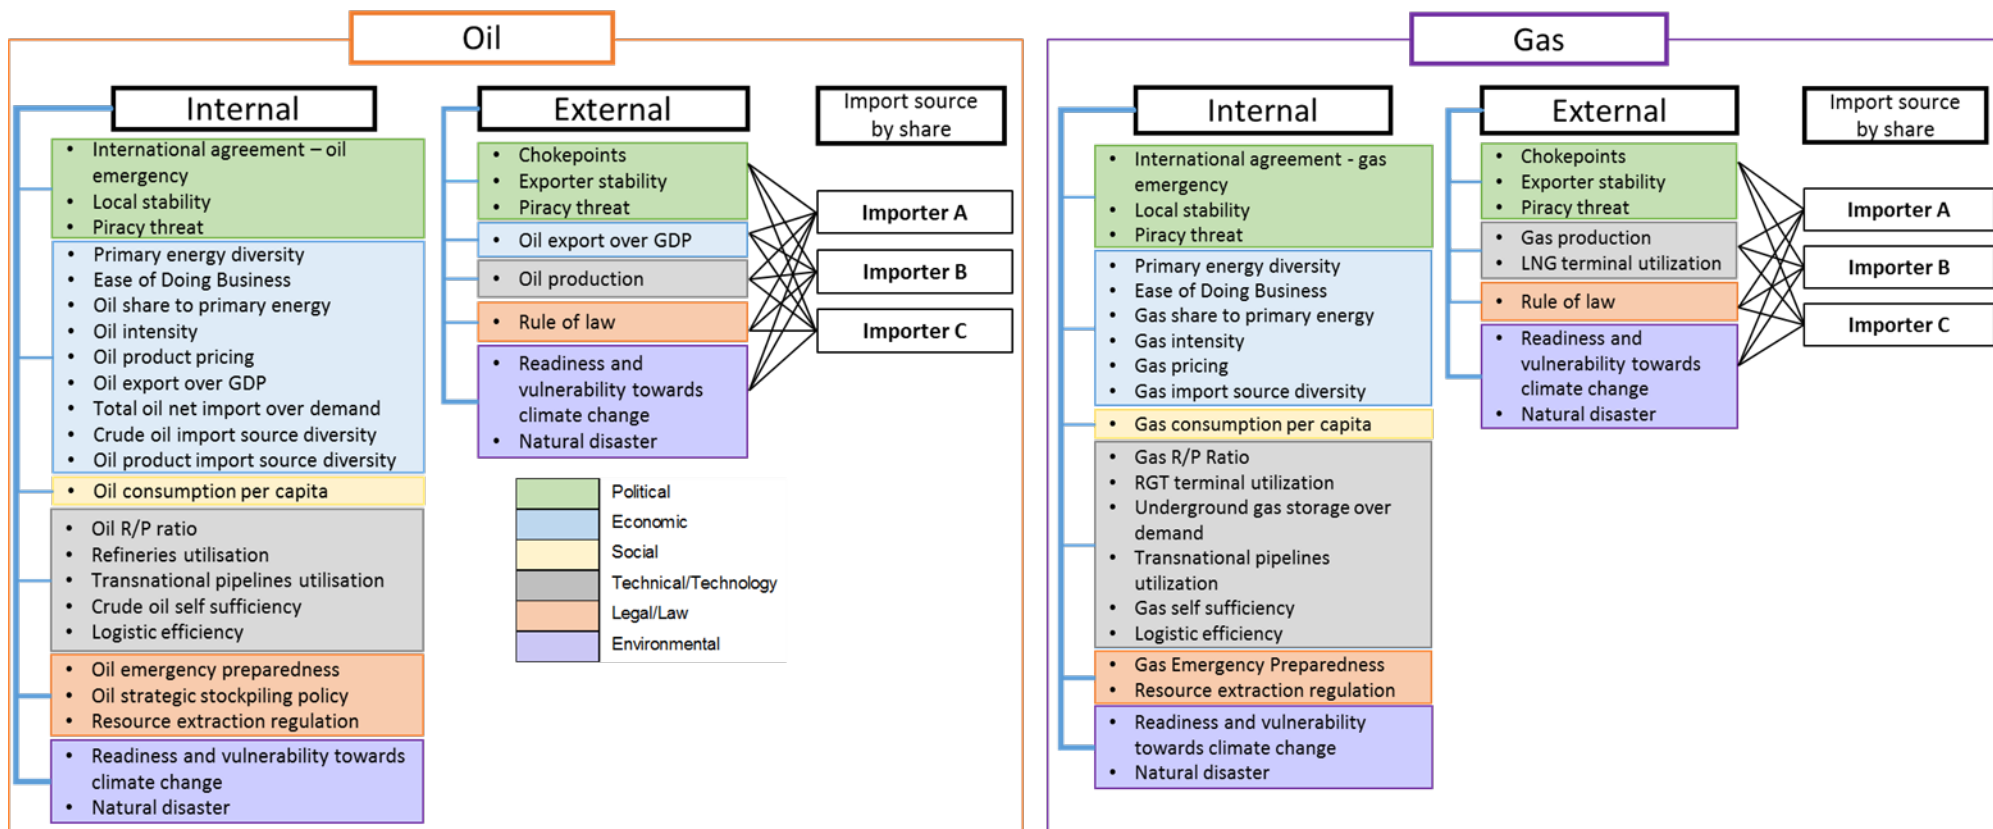 Oil
Internal
• International agreement – oil
emergency
• Local stability
• Piracy threat
• Primary energy diversity
• Ease of Doing Business
• Oil share to primary energy
• Oil intensity
• Oil product pricing
• Oil export over GDP
• Total oil net import over demand
• Crude oil import source diversity
• Oil product import source diversity
• Oil consumption per capita
• Oil R/P ratio
• Refineries utilisation
• Transnational pipelines utilisation
• Crude oil self sufficiency
• Logistic efficiency
• Oil emergency preparedness
• Oil strategic stockpiling policy
• Resource extraction regulation
• Readiness and vulnerability towards
climate change
• Natural disaster
External
• Chokepoints
• Exporter stability
• Piracy threat
• Oil export over GDP
• Oil production
• Rule of law
• Readiness and
vulnerability towards
climate change
• Natural disaster
Import source
by share
Importer A
Importer B
Importer C
Political
Economic
Social
Technical/Technology
Legal/Law
Environmental
Gas
Internal
• International agreement - gas
emergency
• Local stability
• Piracy threat
• Primary energy diversity
• Ease of Doing Business
• Gas share to primary energy
• Gas intensity
• Gas pricing
• Gas import source diversity
• Gas consumption per capita
• Gas R/P Ratio
• RGT terminal utilization
• Underground gas storage over
demand
• Transnational pipelines
utilization
• Gas self sufficiency
• Logistic efficiency
• Gas Emergency Preparedness
• Resource extraction regulation
• Readiness and vulnerability
towards climate change
• Natural disaster
External
• Chokepoints
• Exporter stability
• Piracy threat
• Gas production
• LNG terminal utilization
• Rule of law
• Readiness and
vulnerability towards
climate change
• Natural disaster
Import source
by share
Importer A
Importer B
Importer C